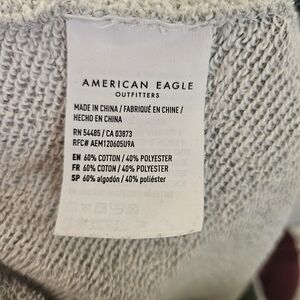 AMERICAN EAGLE
OUTFITTERS
MADE IN CHINA / FABRIQUÉ EN CHINE /
HECHO EN CHINA
RN 54485 / CA 03873
RFC# AEM120605U9A
EN 60% COTTON / 40% POLYESTER
FR 60% COTON / 40% POLYESTER
SP 60% algodón / 40% poliéster